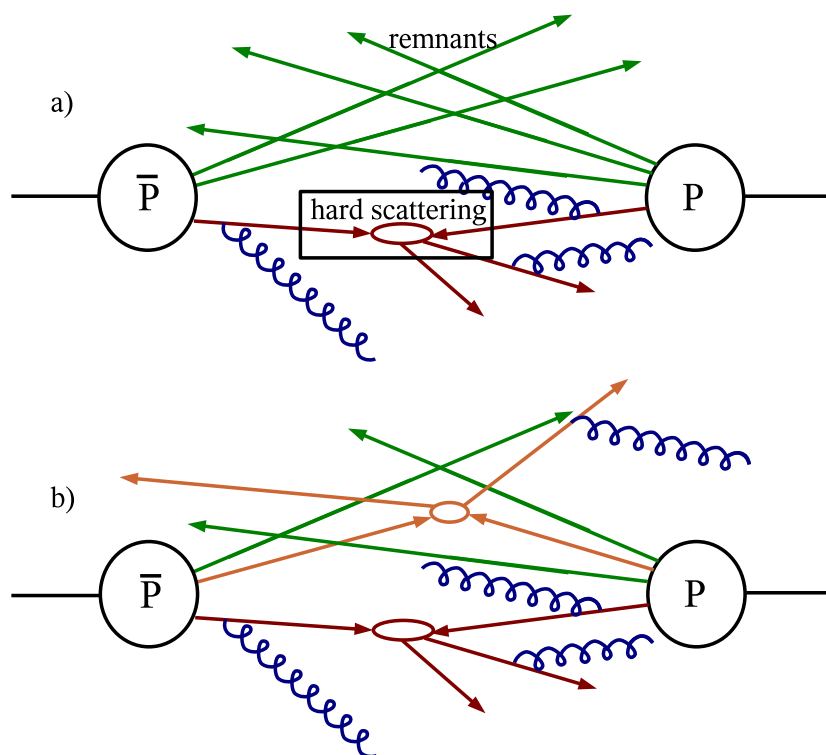 remnants
a)
P̅ P
hard scattering
b)
P̅ P